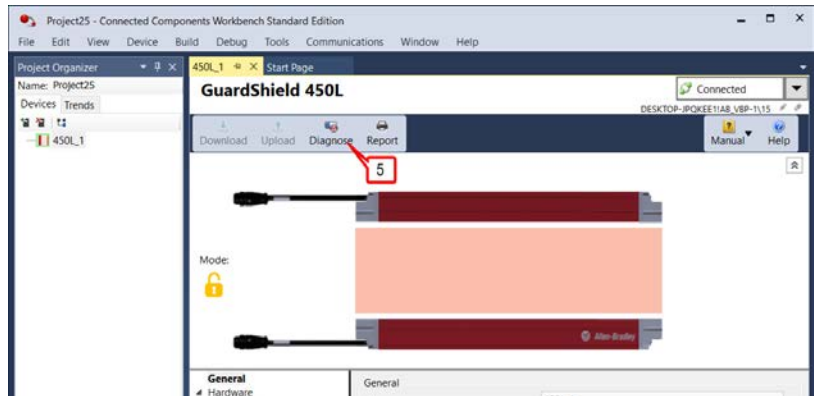 Project25 - Connected Components Workbench Standard Edition
File Edit View Device Build Debug Tools Communications Window Help
Project Organizer
450L_1 Start Page
Name: Project25
GuardShield 450L
Connected
Devices Trends
DESKTOP-JPQKEE1!AB_VBP-1\15
450L_1
Download Upload Diagnose Report
Manual Help
5
Mode:
Allen-Bradley
General
General
Hardware